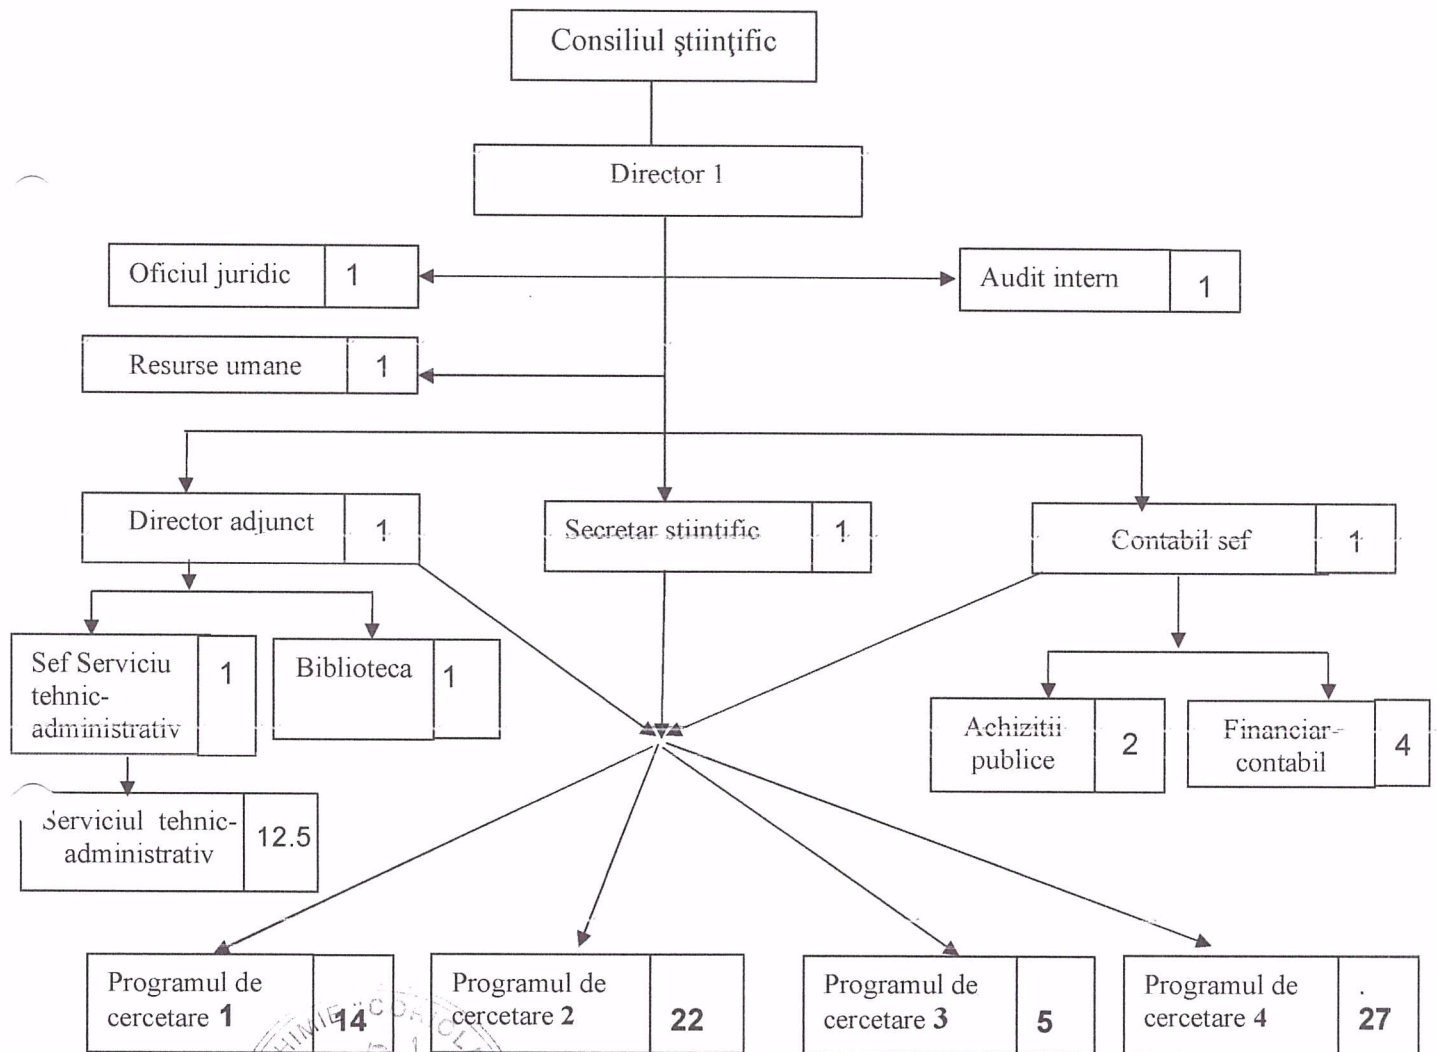 Consiliul ştiinţific
Director 1
Oficiul juridic 1
Audit intern 1
Resurse umane 1
Director adjunct 1
Secretar stiintific 1
Contabil sef 1
Sef Serviciu 1
tehnic-
administrativ
Biblioteca 1
Achizitii
publice 2
Financiar-
contabil 4
Serviciul tehnic-
administrativ 12.5
Programul de
cercetare 1 14
Programul de
cercetare 2 22
Programul de
cercetare 3 5
Programul de
cercetare 4 27